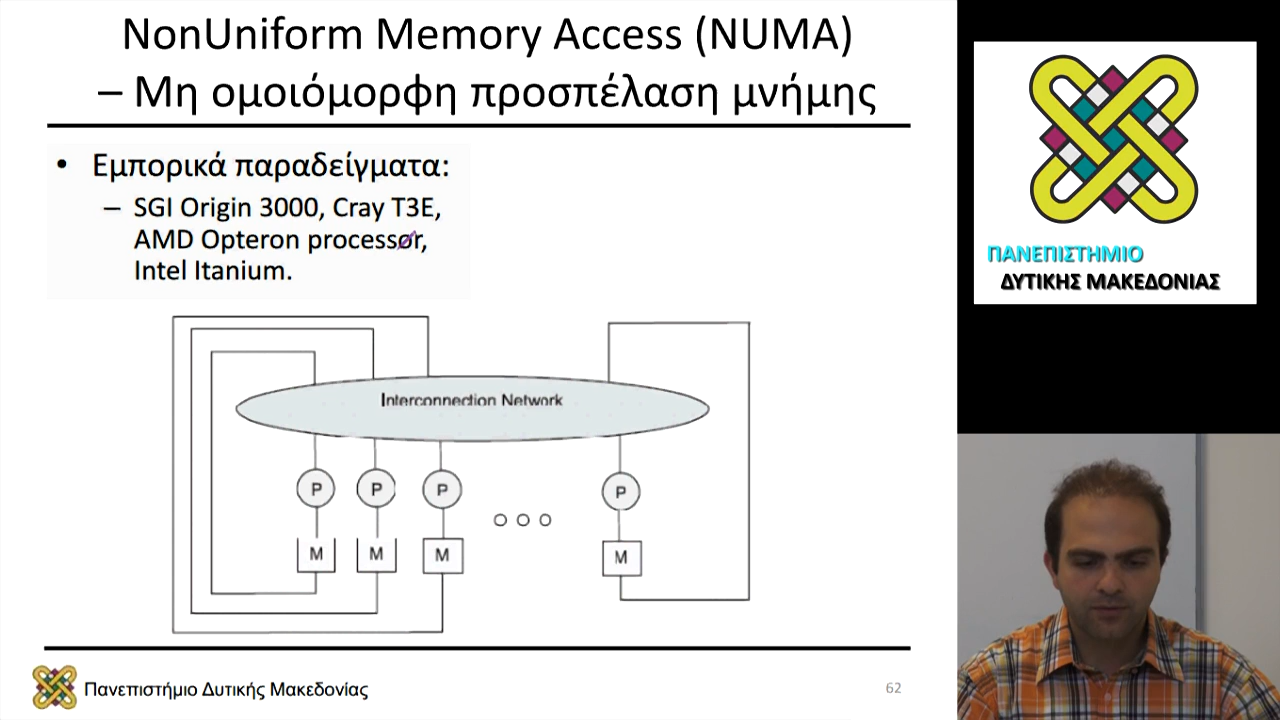 NonUniform Memory Access (NUMA)
– Μη ομοιόμορφη προσπέλαση μνήμης
• Εμπορικά παραδείγματα:
– SGI Origin 3000, Cray T3E,
AMD Opteron processor,
Intel Itanium.
Interconnection Network
P P P P
M M M M
Πανεπιστήμιο Δυτικής Μακεδονίας
62
ΠΑΝΕΠΙΣΤΗΜΙΟ
ΔΥΤΙΚΗΣ ΜΑΚΕΔΟΝΙΑΣ